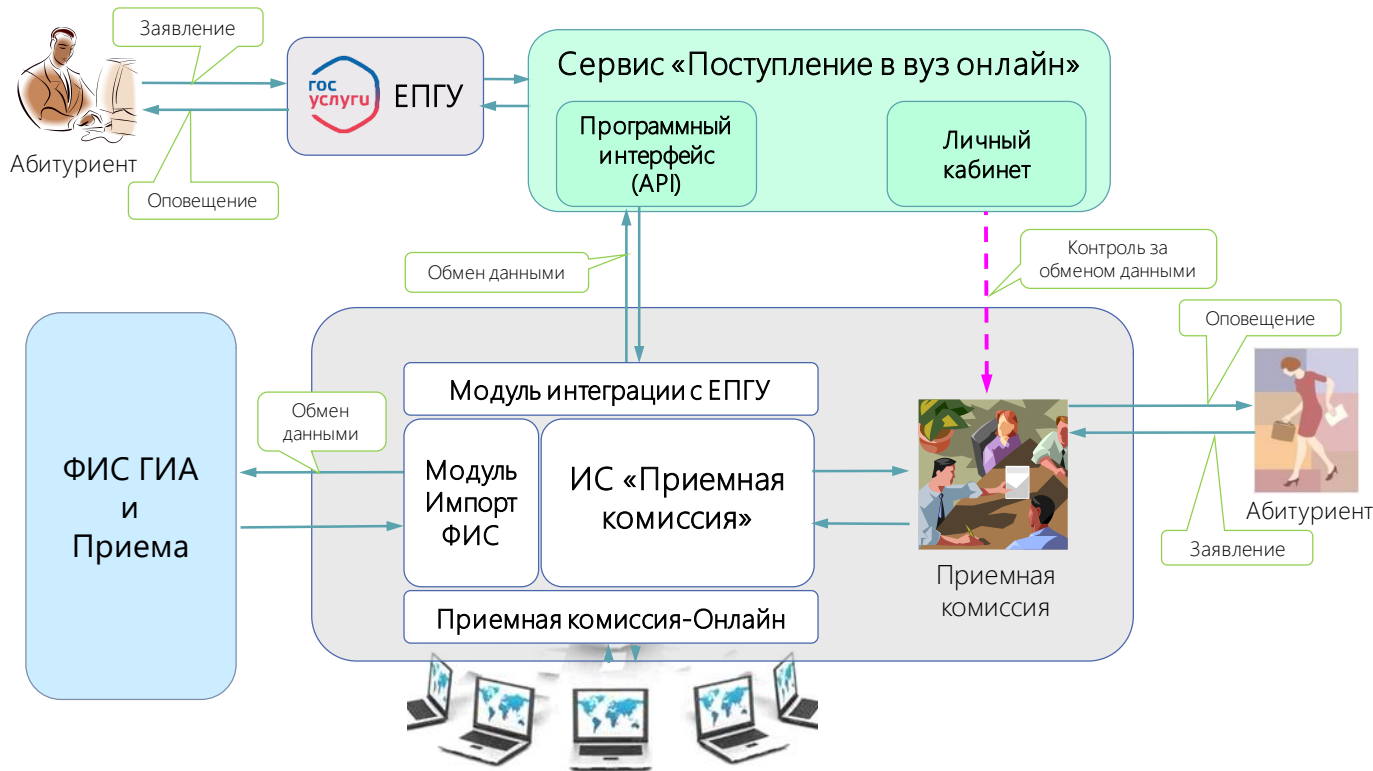 Заявление
Абитуриент
Оповещение
гос
услуги
ЕПГУ
Сервис «Поступление в вуз онлайн»
Программный
интерфейс
(API)
Личный
кабинет
Обмен данными
Контроль за
обменом данными
ФИС ГИА
и
Приема
Обмен
данными
Модуль интеграции с ЕПГУ
Модуль
Импорт
ФИС
ИС «Приемная
комиссия»
Приемная комиссия-Онлайн
Приемная
комиссия
Оповещение
Абитуриент
Заявление